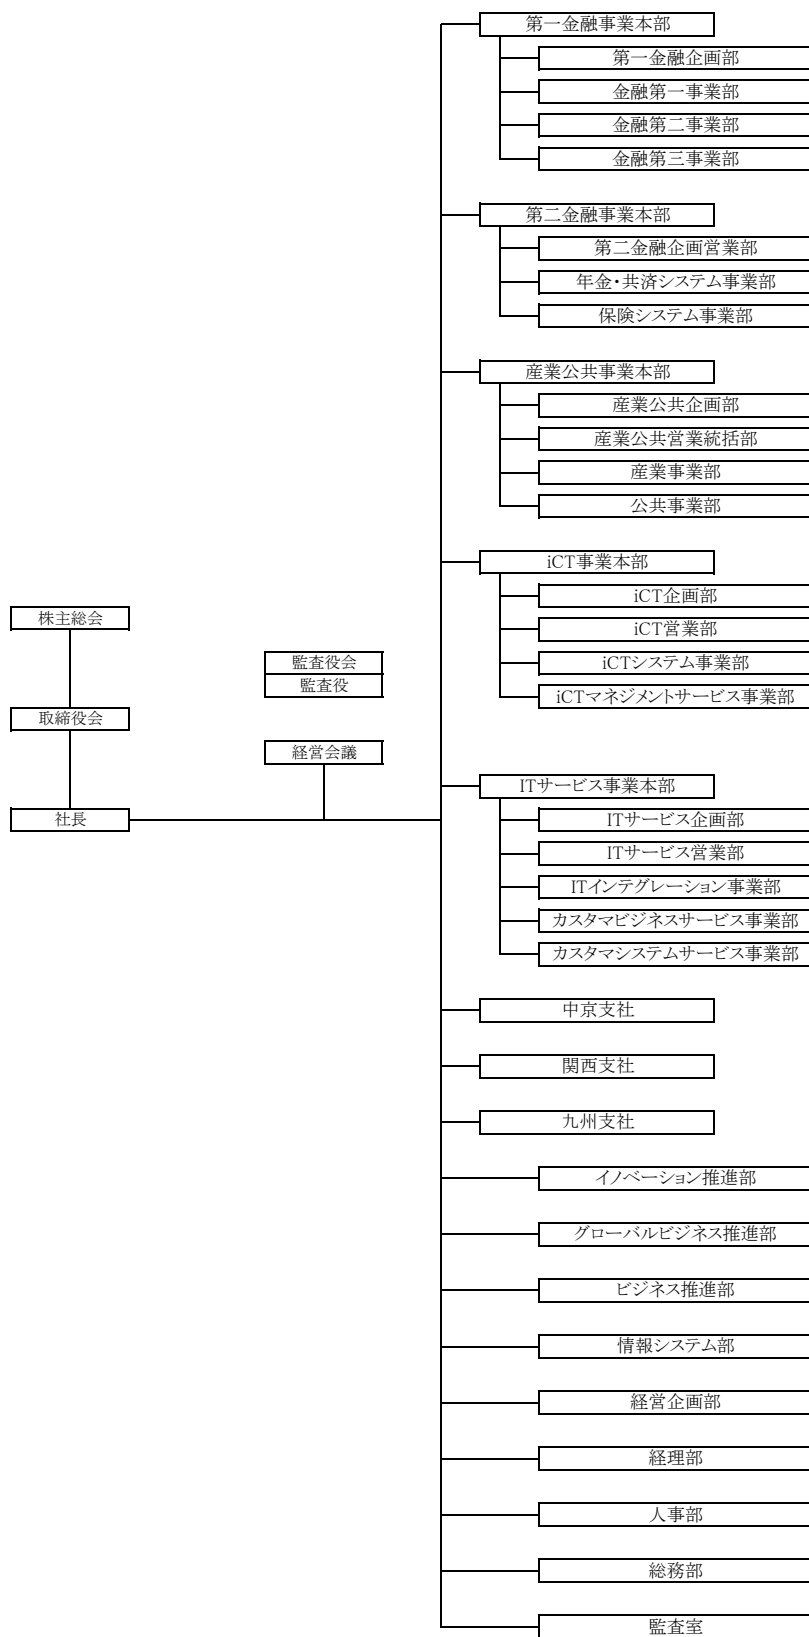 株主総会
取締役会
社長
監査役会
監査役
経営会議
第一金融事業本部
第一金融企画部
金融第一事業部
金融第二事業部
金融第三事業部
第二金融事業本部
第二金融企画営業部
年金・共済システム事業部
保険システム事業部
産業公共事業本部
産業公共企画部
産業公共営業統括部
産業事業部
公共事業部
iCT事業本部
iCT企画部
iCT営業部
iCTシステム事業部
iCTマネジメントサービス事業部
ITサービス事業本部
ITサービス企画部
ITサービス営業部
ITインテグレーション事業部
カスタマビジネスサービス事業部
カスタマシステムサービス事業部
中京支社
関西支社
九州支社
イノベーション推進部
グローバルビジネス推進部
ビジネス推進部
情報システム部
経営企画部
経理部
人事部
総務部
監査室